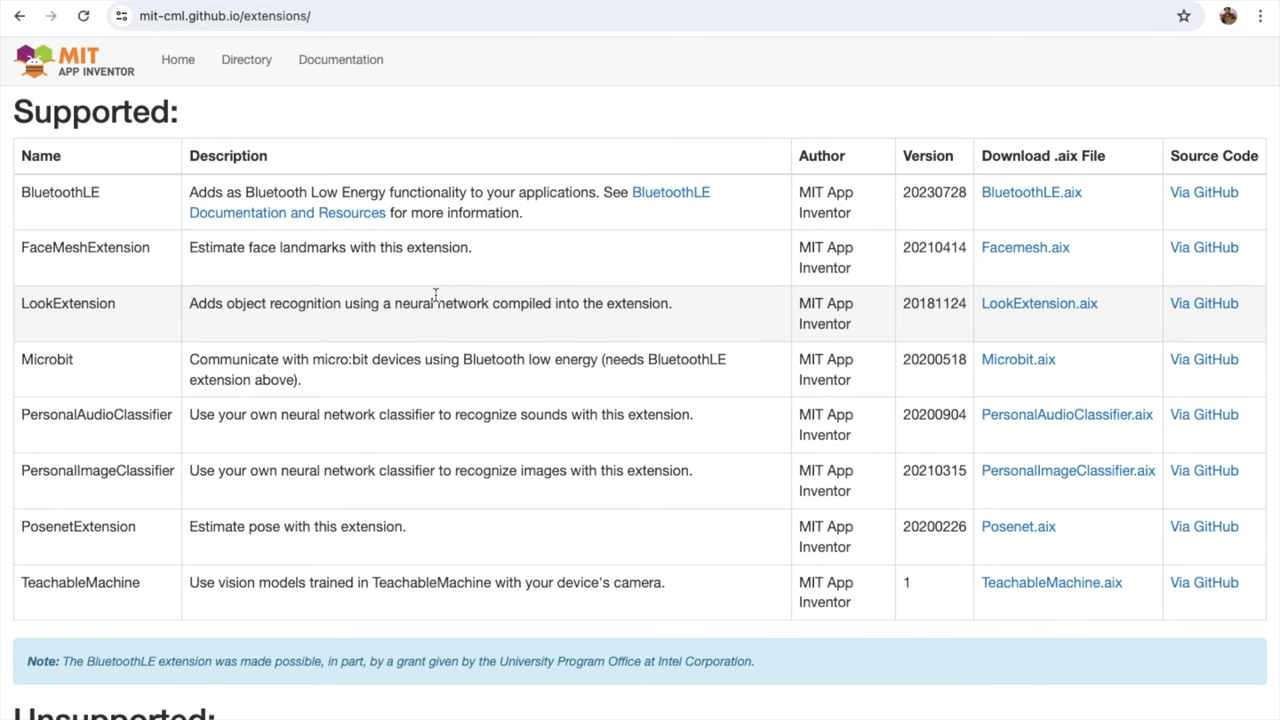 mit-cml.github.io/extensions/
MIT
APP INVENTOR
Home Directory Documentation
Supported:
Name Description Author Version Download .aix File Source Code
BluetoothLE Adds as Bluetooth Low Energy functionality to your applications. See BluetoothLE MIT App 20230728 BluetoothLE.aix Via GitHub
Documentation and Resources for more information. Inventor
FaceMeshExtension Estimate face landmarks with this extension. MIT App 20210414 Facemesh.aix Via GitHub
Inventor
LookExtension Adds object recognition using a neural network compiled into the extension. MIT App 20181124 LookExtension.aix Via GitHub
Inventor
Microbit Communicate with micro:bit devices using Bluetooth low energy (needs BluetoothLE MIT App 20200518 Microbit.aix Via GitHub
extension above). Inventor
PersonalAudioClassifier Use your own neural network classifier to recognize sounds with this extension. MIT App 20200904 PersonalAudioClassifier.aix Via GitHub
Inventor
PersonalImageClassifier Use your own neural network classifier to recognize images with this extension. MIT App 20210315 PersonalImageClassifier.aix Via GitHub
Inventor
PosenetExtension Estimate pose with this extension. MIT App 20200226 Posenet.aix Via GitHub
Inventor
TeachableMachine Use vision models trained in TeachableMachine with your device's camera. MIT App 1 TeachableMachine.aix Via GitHub
Inventor
Note: The BluetoothLE extension was made possible, in part, by a grant given by the University Program Office at Intel Corporation.
Unsupported: